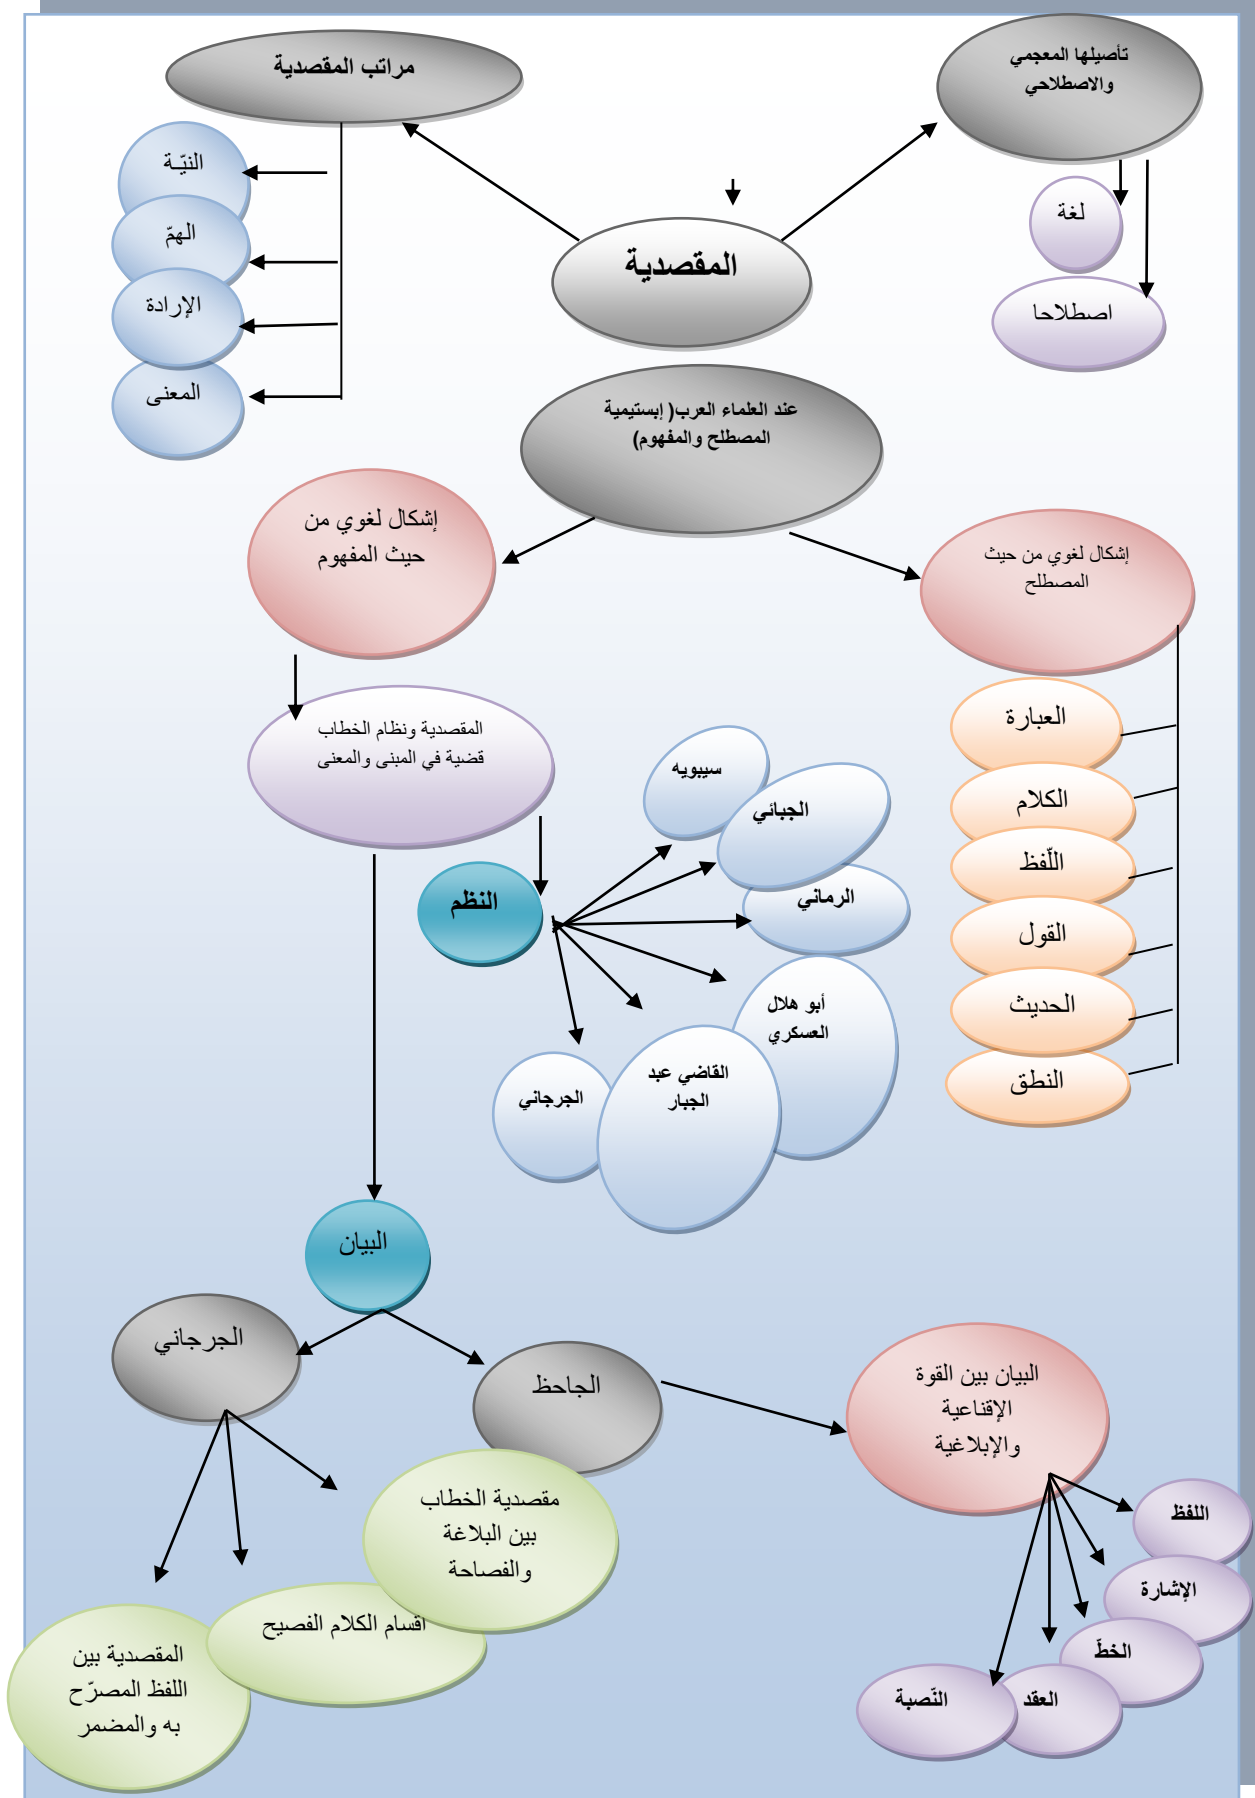 تأصيلها المعجمي
والاصطلاحي
مراتب المقصدية
النيّـة
الهمّ
الإرادة
المعنى
لغة
اصطلاحا
المقصدية
عند العلماء العرب( إبستيمية
المصطلح والمفهوم)
إشكال لغوي من حيث
المصطلح
إشكال لغوي من
حيث المفهوم
العبارة
الكلام
اللّفظ
القول
الحديث
النطق
المقصدية ونظام الخطاب
قضية في المبنى والمعنى
النظم
سيبويه
الجبائي
الرماني
أبو هلال
العسكري
القاضي عبد
الجبار
الجرجاني
البيان
الجرجاني
الجاحظ
البيان بين القوة
الإقناعية
والإبلاغية
اللفظ
الإشارة
الخطّ
العقد
النّصبة
مقصدية الخطاب
بين البلاغة
والفصاحة
أقسام الكلام الفصيح
المقصدية بين
اللفظ المصرّح
به والمضمر